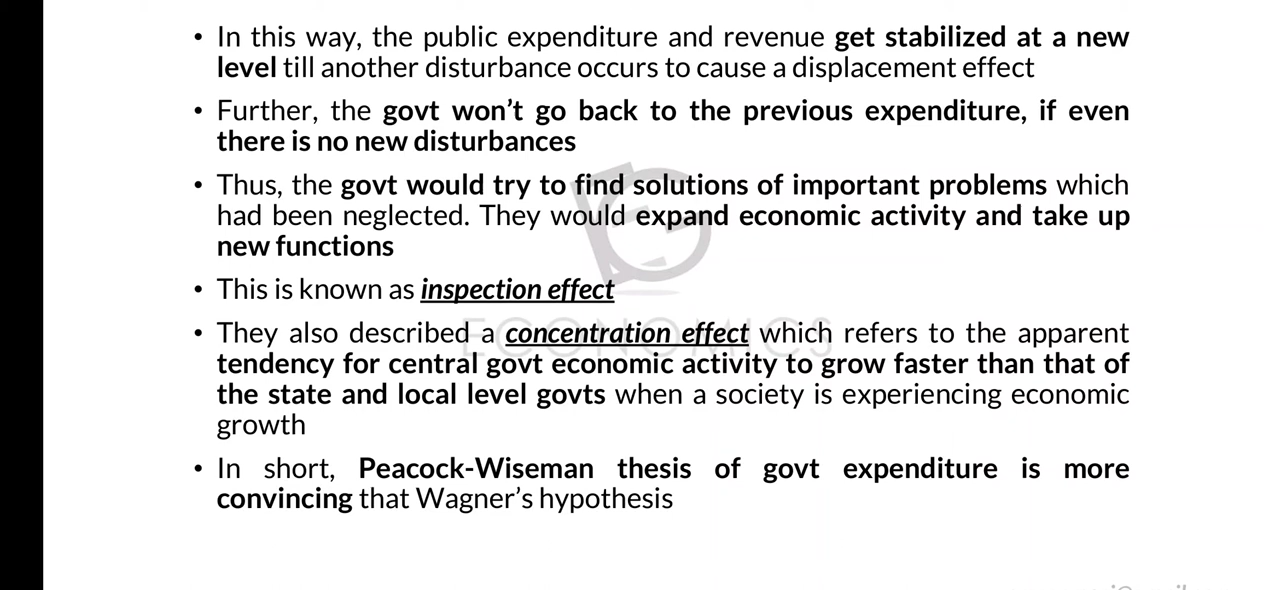 • In this way, the public expenditure and revenue get stabilized at a new
level till another disturbance occurs to cause a displacement effect
• Further, the govt won't go back to the previous expenditure, if even
there is no new disturbances
• Thus, the govt would try to find solutions of important problems which
had been neglected. They would expand economic activity and take up
new functions
• This is known as inspection effect
ECONOMICS
• They also described a concentration effect which refers to the apparent
tendency for central govt economic activity to grow faster than that of
the state and local level govts when a society is experiencing economic
growth
• In short, Peacock-Wiseman thesis of govt expenditure is more
convincing that Wagner's hypothesis